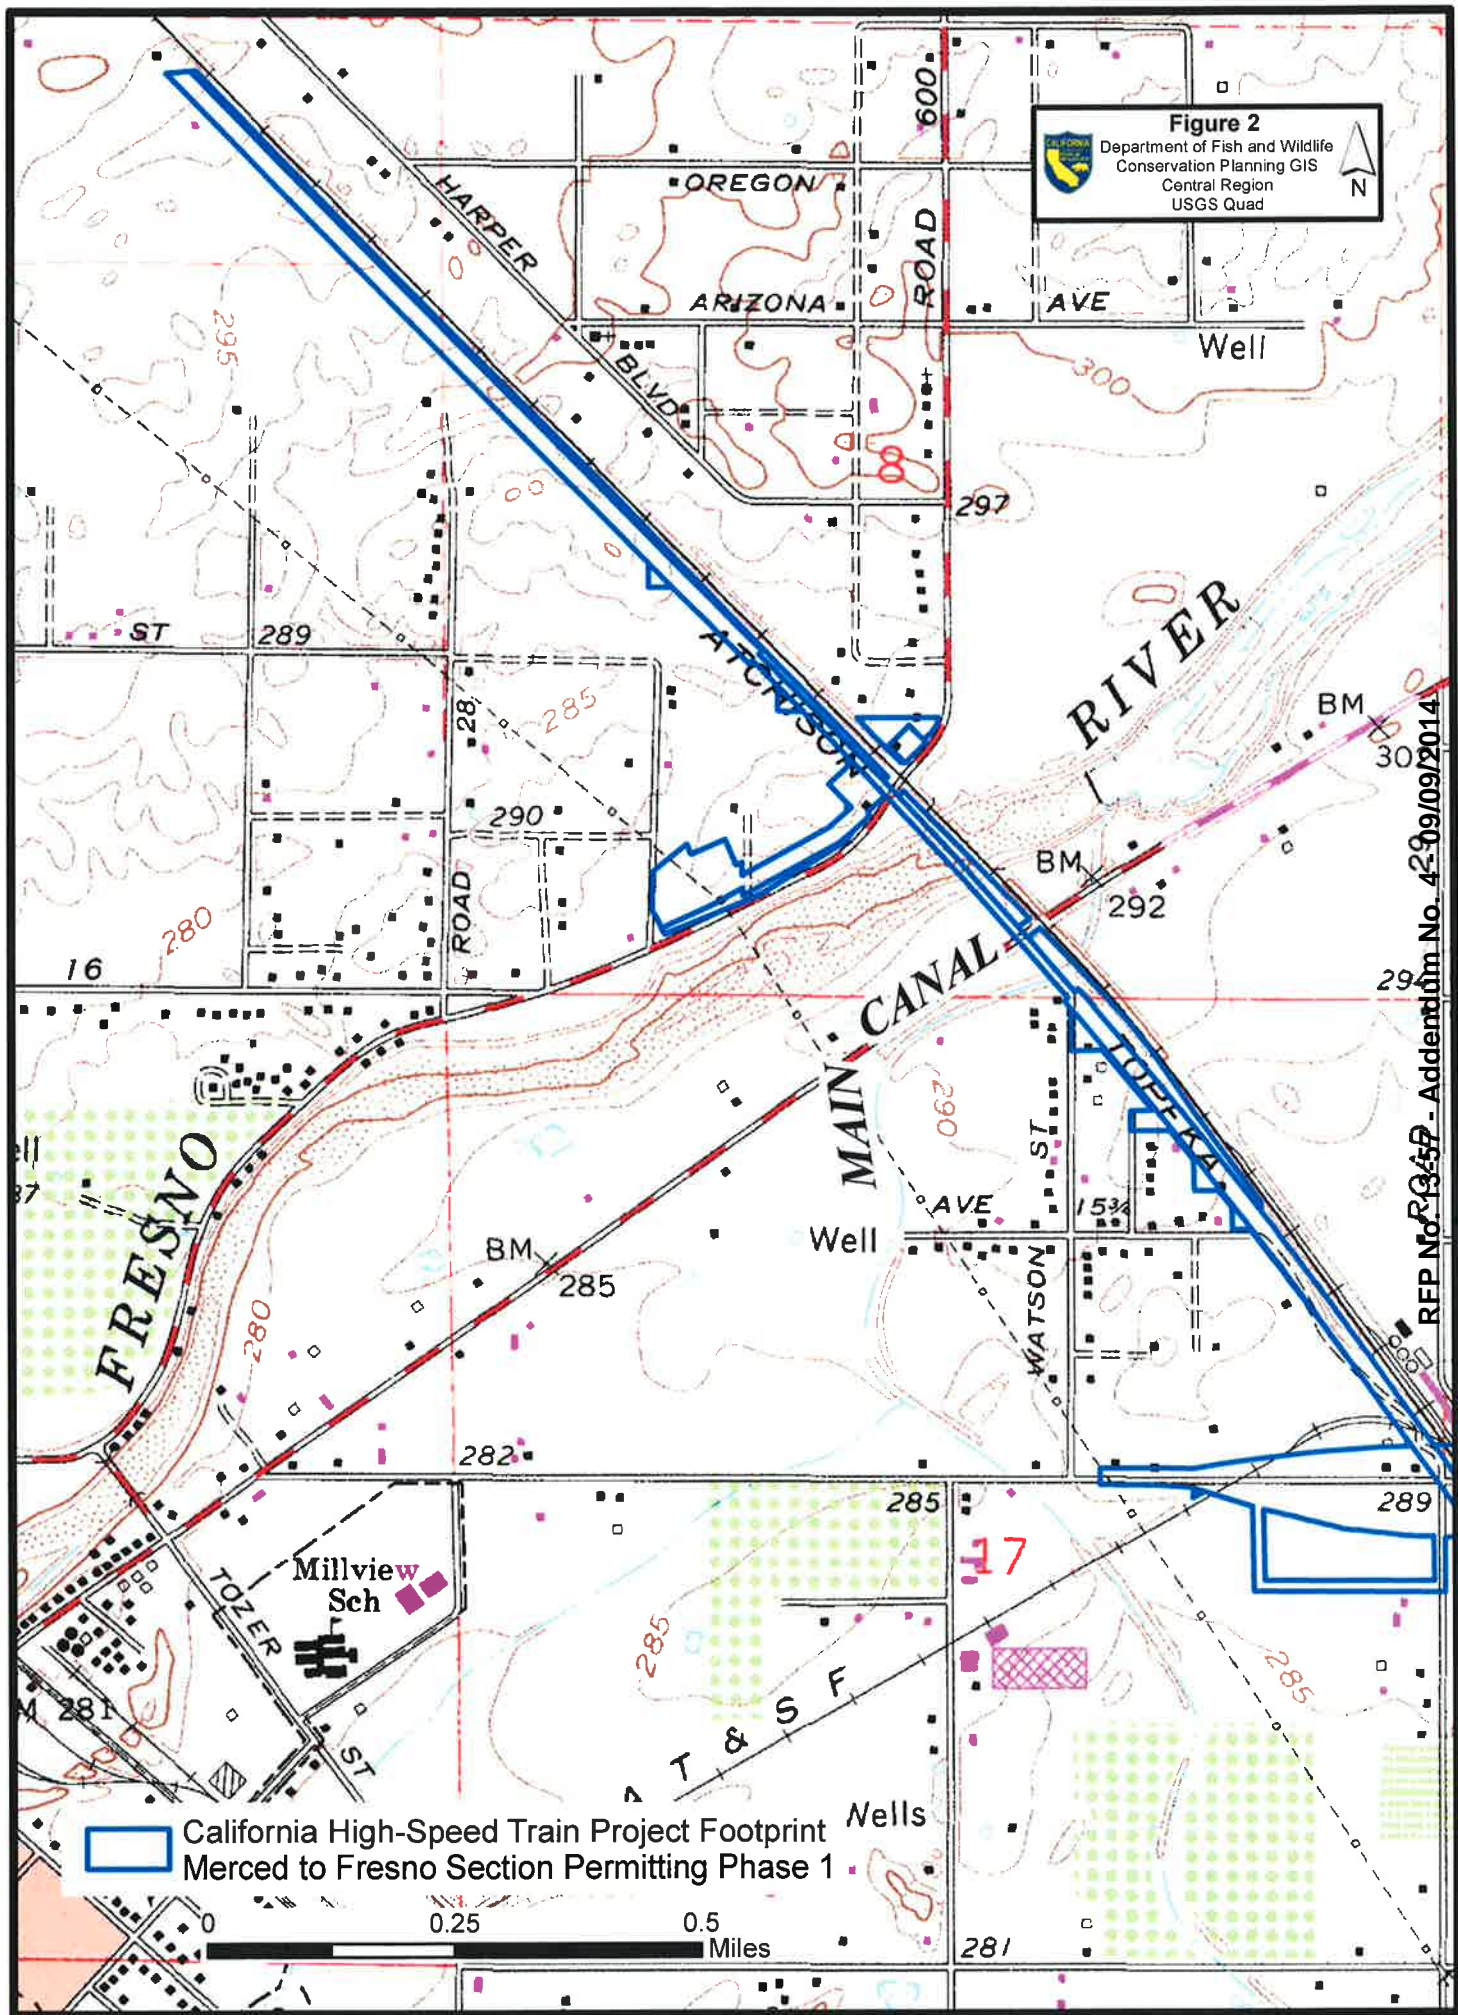 Figure 2
Department of Fish and Wildlife
Conservation Planning GIS
Central Region
USGS Quad
CALIFORNIA
N
600
OREGON
HARPER
ROAD
ARIZONA
AVE
Well
295
BLVD
300
297
RIVER
ST
289
ATCHISON
28
285
BM
290
BM
292
ROAD
280
16
CANAL
294
TOPEKA
290
MAIN
ST
FRESNO
AVE
15¾
Well
BM
285
WATSON
ROAD
280
282
285
289
17
Millview
Sch
TOZER
285
285
281
ST
A T & S F
Wells
California High-Speed Train Project Footprint
Merced to Fresno Section Permitting Phase 1
0
0.25
0.5
Miles
281
RFP No. 13-57 - Addendum No. 4 - 09/09/2014